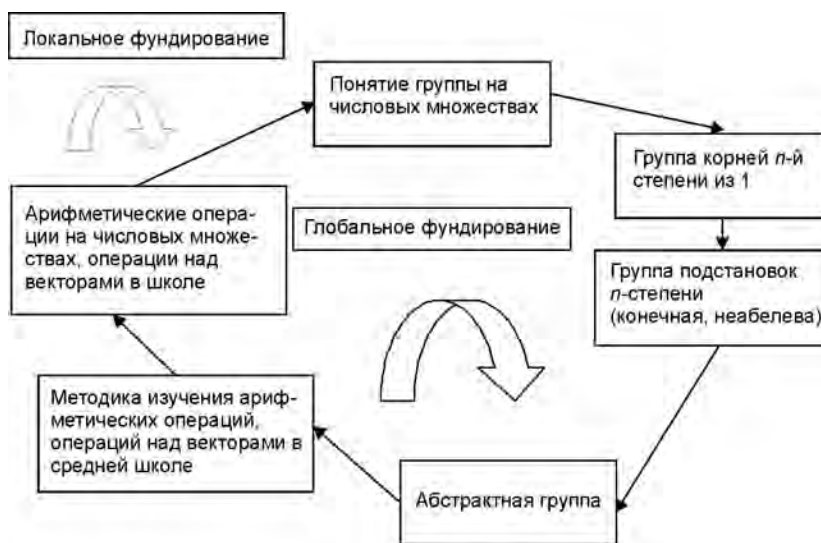 Локальное фундирование
Понятие группы на
числовых множествах
Группа корней n-й
степени из 1
Арифметические опера-
ции на числовых множе-
ствах, операции над
векторами в школе
Глобальное фундирование
Группа подстановок
n-степени
(конечная, неабелева)
Методика изучения ариф-
метических операций,
операций над векторами в
средней школе
Абстрактная группа